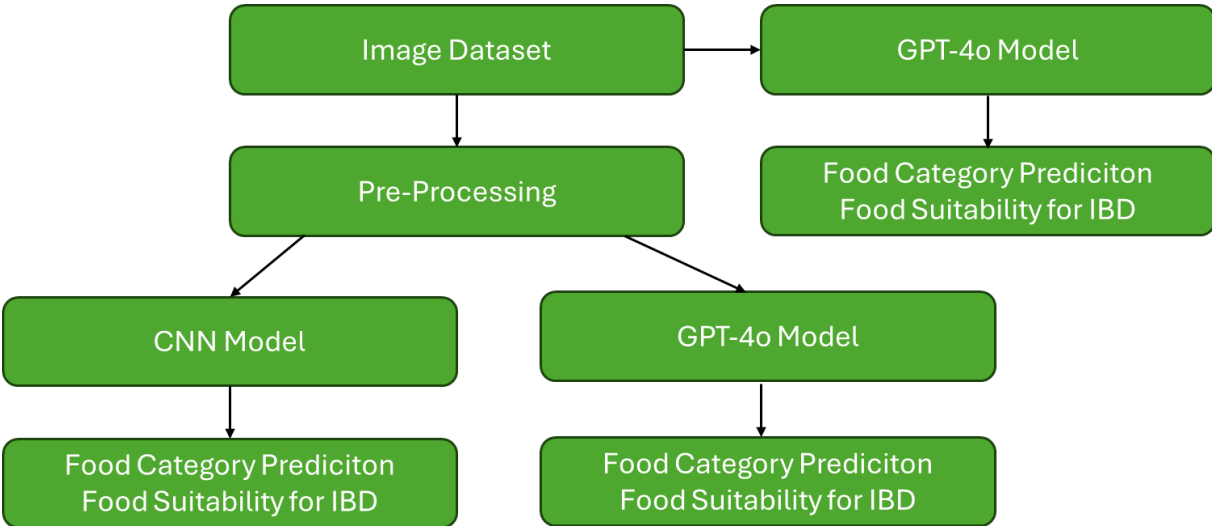 Image Dataset
GPT-4o Model
Pre-Processing
Food Category Prediciton
Food Suitability for IBD
CNN Model
GPT-4o Model
Food Category Prediciton
Food Suitability for IBD
Food Category Prediciton
Food Suitability for IBD